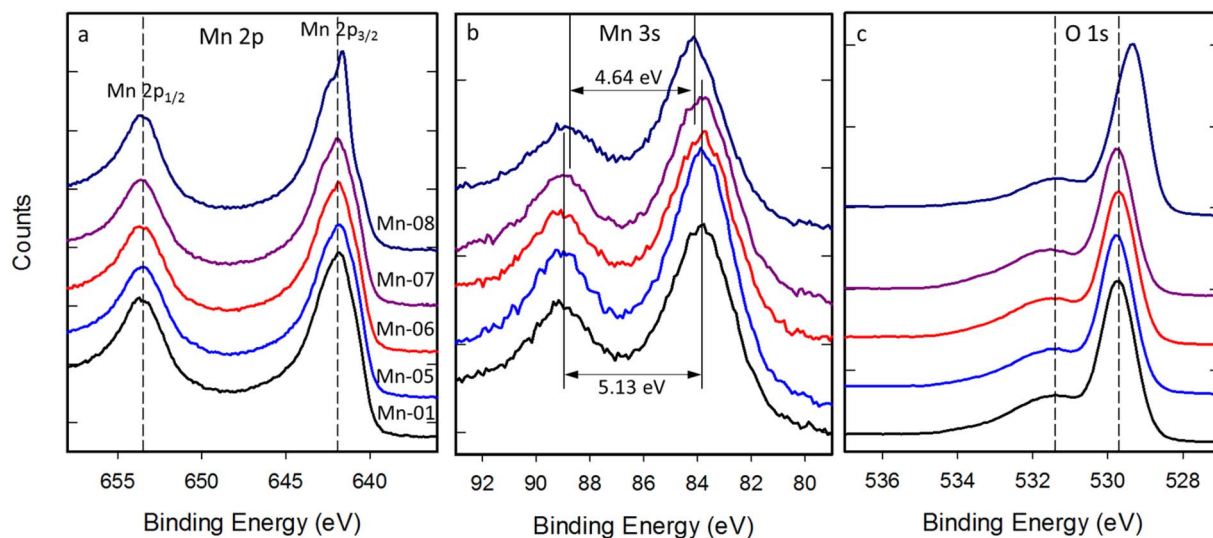 a
Mn 2p
Mn 2p3/2
Mn 2p1/2
Mn-08
Mn-07
Mn-06
Mn-05
Mn-01
655 650 645 640
Binding Energy (eV)
Counts
b
Mn 3s
4.64 eV
5.13 eV
92 90 88 86 84 82 80
Binding Energy (eV)
c
O 1s
536 534 532 530 528
Binding Energy (eV)